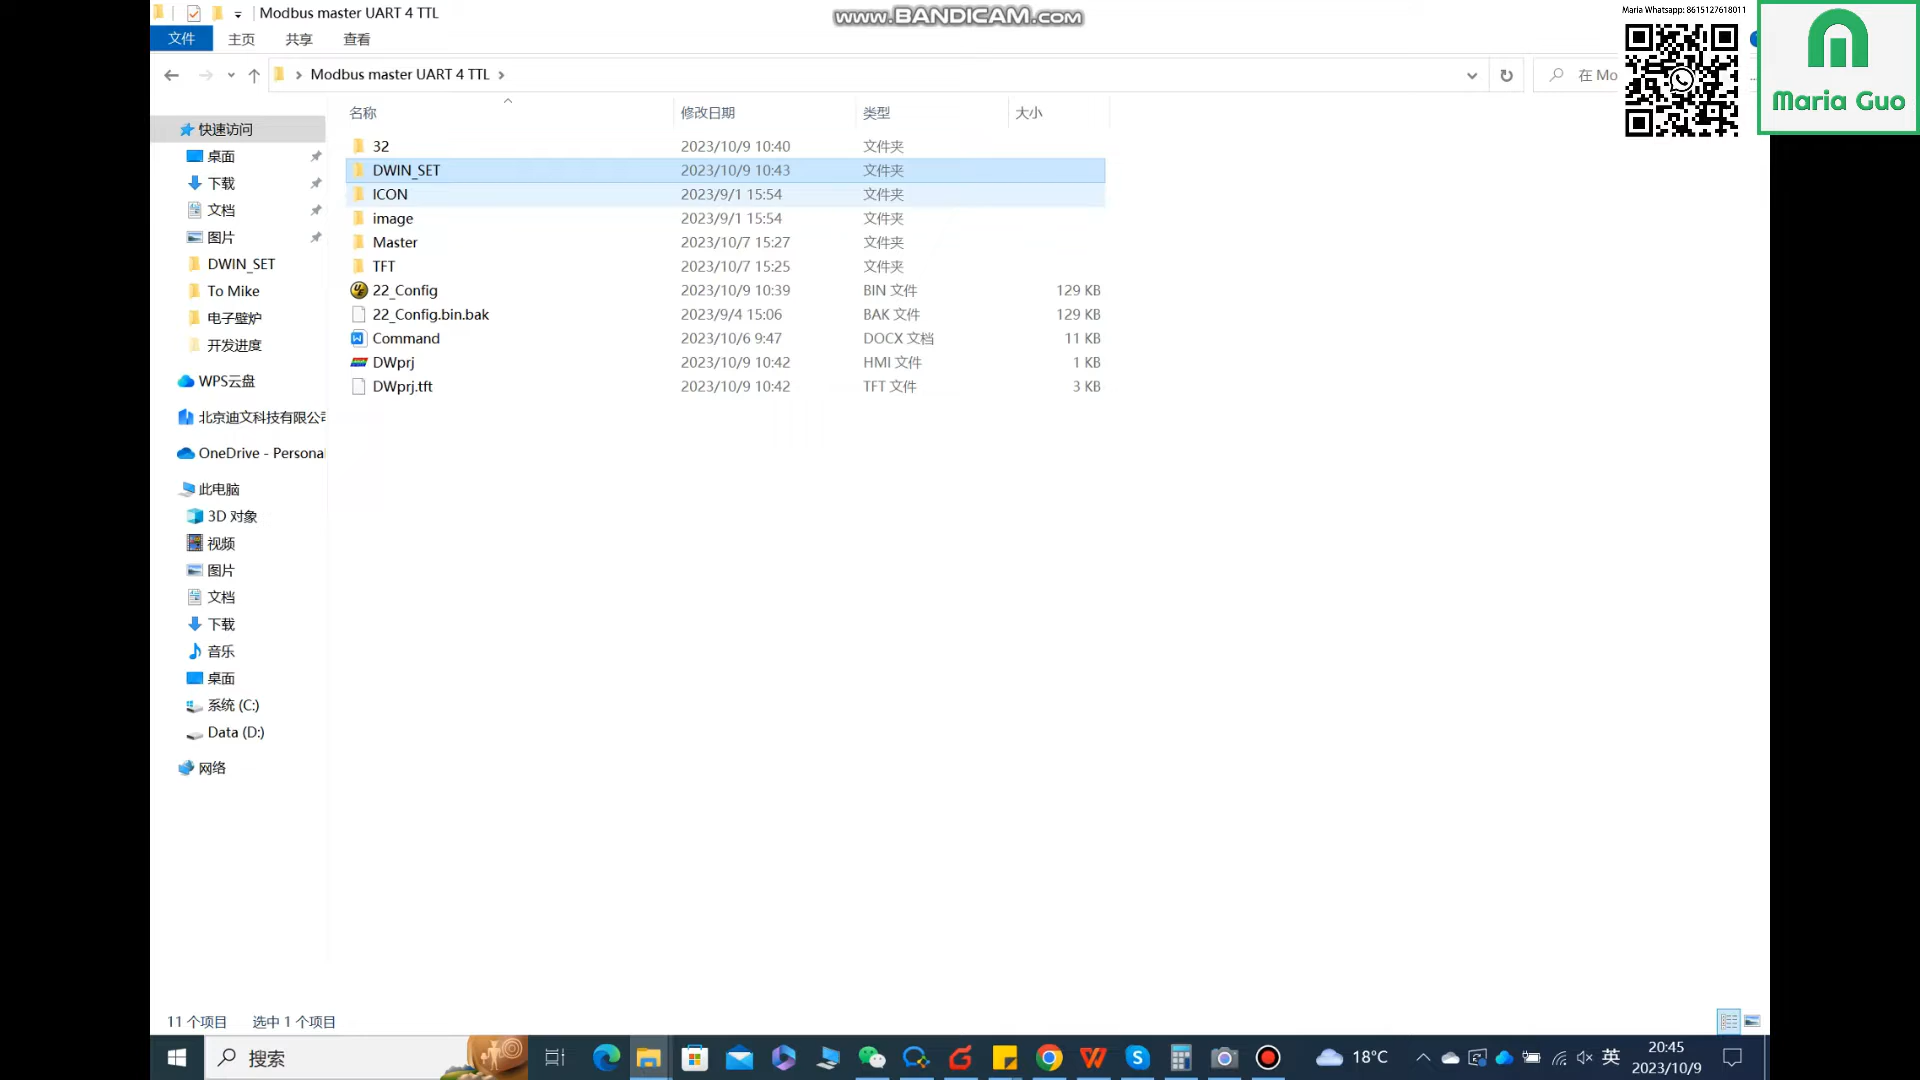 Modbus master UART 4 TTL
www.BANDICAM.com
Maria Whatsapp: 8615127618011
Maria Guo
文件 主页 共享 查看
Modbus master UART 4 TTL
在 Mo
名称 修改日期 类型 大小
快速访问
桌面
下载
文档
图片
DWIN_SET
To Mike
电子壁炉
开发进度
WPS云盘
北京迪文科技有限公司
OneDrive - Personal
此电脑
3D 对象
视频
图片
文档
下载
音乐
桌面
系统 (C:)
Data (D:)
网络
32 2023/10/9 10:40 文件夹
DWIN_SET 2023/10/9 10:43 文件夹
ICON 2023/9/1 15:54 文件夹
image 2023/9/1 15:54 文件夹
Master 2023/10/7 15:27 文件夹
TFT 2023/10/7 15:25 文件夹
22_Config 2023/10/9 10:39 BIN 文件 129 KB
22_Config.bin.bak 2023/9/4 15:06 BAK 文件 129 KB
Command 2023/10/6 9:47 DOCX 文档 11 KB
DWprj 2023/10/9 10:42 HMI 文件 1 KB
DWprj.tft 2023/10/9 10:42 TFT 文件 3 KB
11 个项目 选中 1 个项目
搜索
18°C
英
20:45
2023/10/9